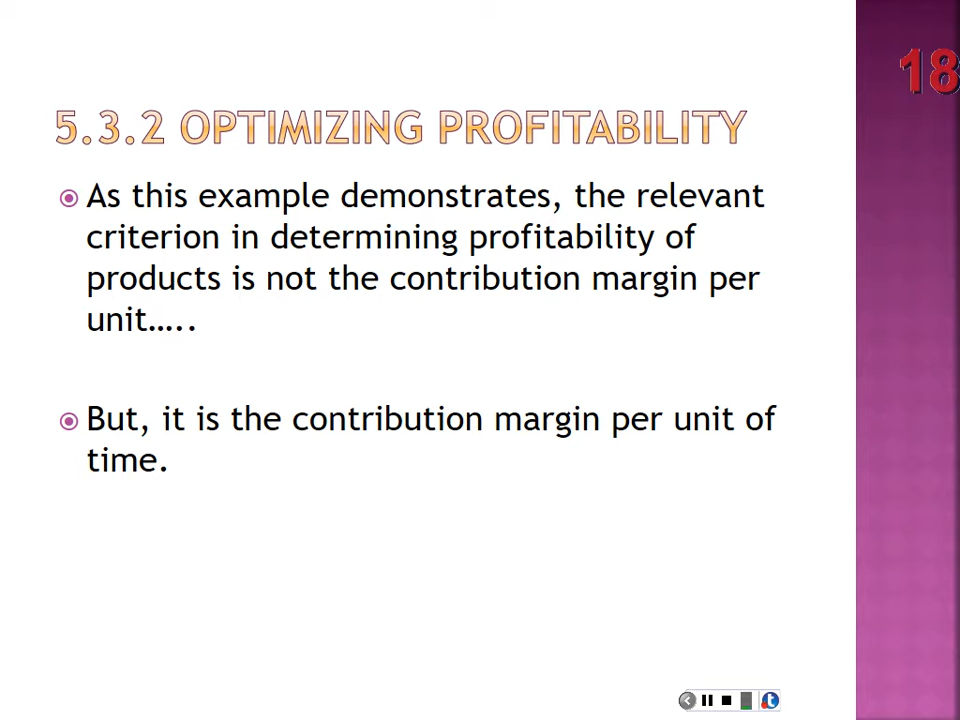 18
5.3.2 OPTIMIZING PROFITABILITY
As this example demonstrates, the relevant
criterion in determining profitability of
products is not the contribution margin per
unit…..
But, it is the contribution margin per unit of
time.